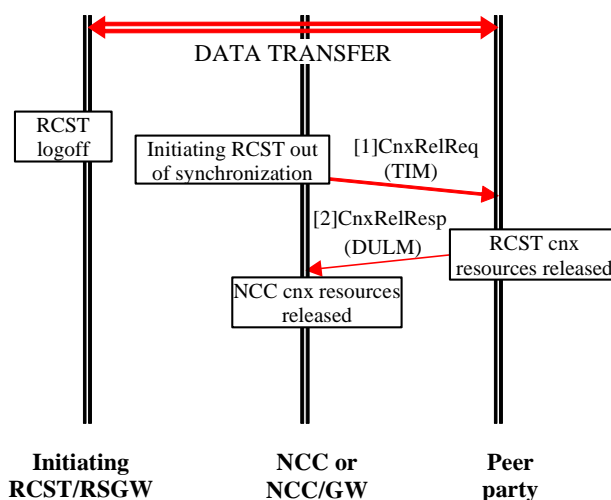 DATA TRANSFER
RCST
logoff
Initiating RCST out
of synchronization
[1]CnxRelReq
(TIM)
[2]CnxRelResp
(DULM)
RCST cnx
resources released
NCC cnx resources
released
Initiating
RCST/RSGW
NCC or
NCC/GW
Peer
party